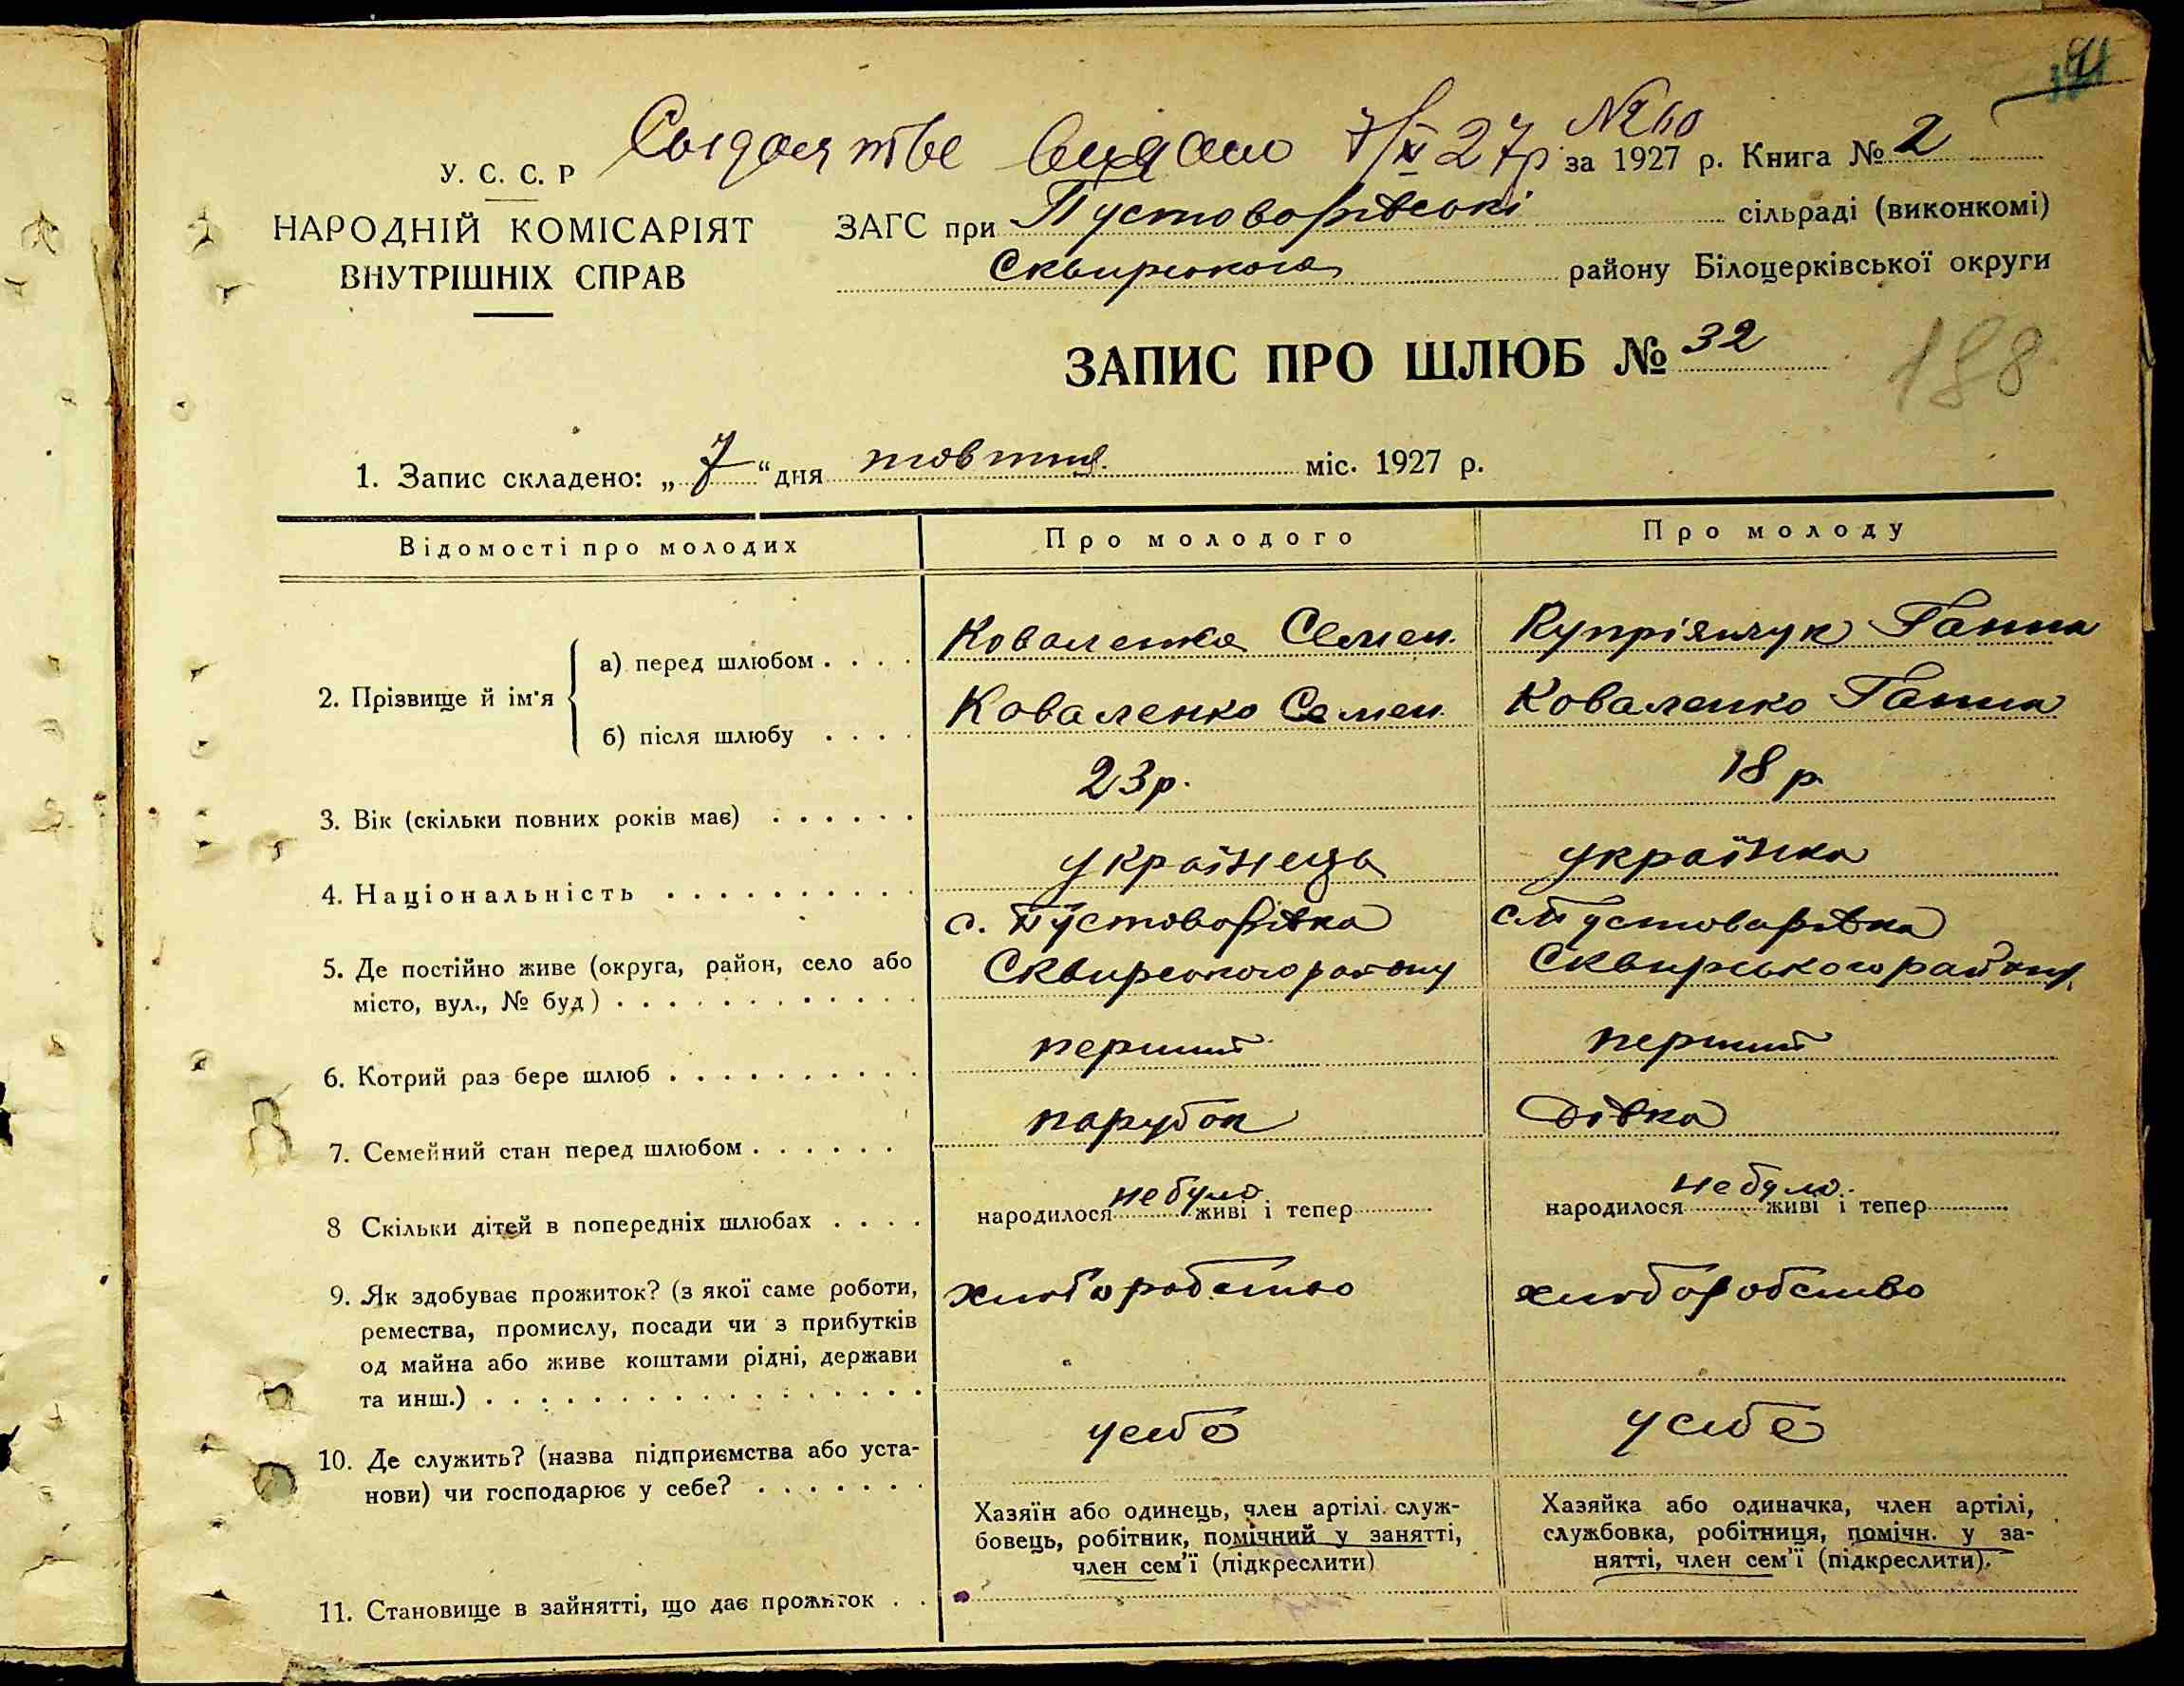 № 60
У. С. С. Р видано 7/XI 27р. за 1927 р. Книга № 2
НАРОДНІЙ КОМІСАРІЯТ
ВНУТРІШНІХ СПРАВ
ЗАГС при Пустоворівські сільраді (виконкомі)
Сквирського району Білоцерківської округи
ЗАПИС ПРО ШЛЮБ № 32
188
1. Запис складено: „ 7 “ дня жовтня міс. 1927 р.
Відомості про молодих Про молодого Про молоду
2. Прізвище й ім'я
а) перед шлюбом . . . . Коваленко Семен. Купріянчук Ганна
б) після шлюбу . . . . Коваленко Семен. Коваленко Ганна
3. Вік (скільки повних років має) . . . . . . 23р. 18 р.
4. Національність . . . . . . . . . . українець українка
5. Де постійно живе (округа, район, село або с. Пустоворівка с. Пустоворівка
місто, вул., № буд) . . . . . . . . . . . . Сквирського району Сквирського району
6. Котрий раз бере шлюб . . . . . . . . . . перший перший
7. Семейний стан перед шлюбом . . . . . . парубок дівка
8 Скільки дітей в попередніх шлюбах . . . . народилося не було живі і тепер народилося не було. живі і тепер
9. Як здобуває прожиток? (з якої саме роботи, хліборобство хліборобство
ремества, промислу, посади чи з прибутків
од майна або живе коштами рідні, держави
та инш.) . . . . . . . . . . . . . . . . .
10. Де служить? (назва підприємства або уста- у себе у себе
нови) чи господарює у себе? . . . . . . .
Хазяїн або одинець, член артілі, служ-
бовець, робітник, помічний у занятті,
член сем'ї (підкреслити)
Хазяйка або одиначка, член артілі,
службовка, робітниця, помічн. у за-
нятті, член сем'ї (підкреслити).
11. Становище в зайнятті, що дає прожиток . .